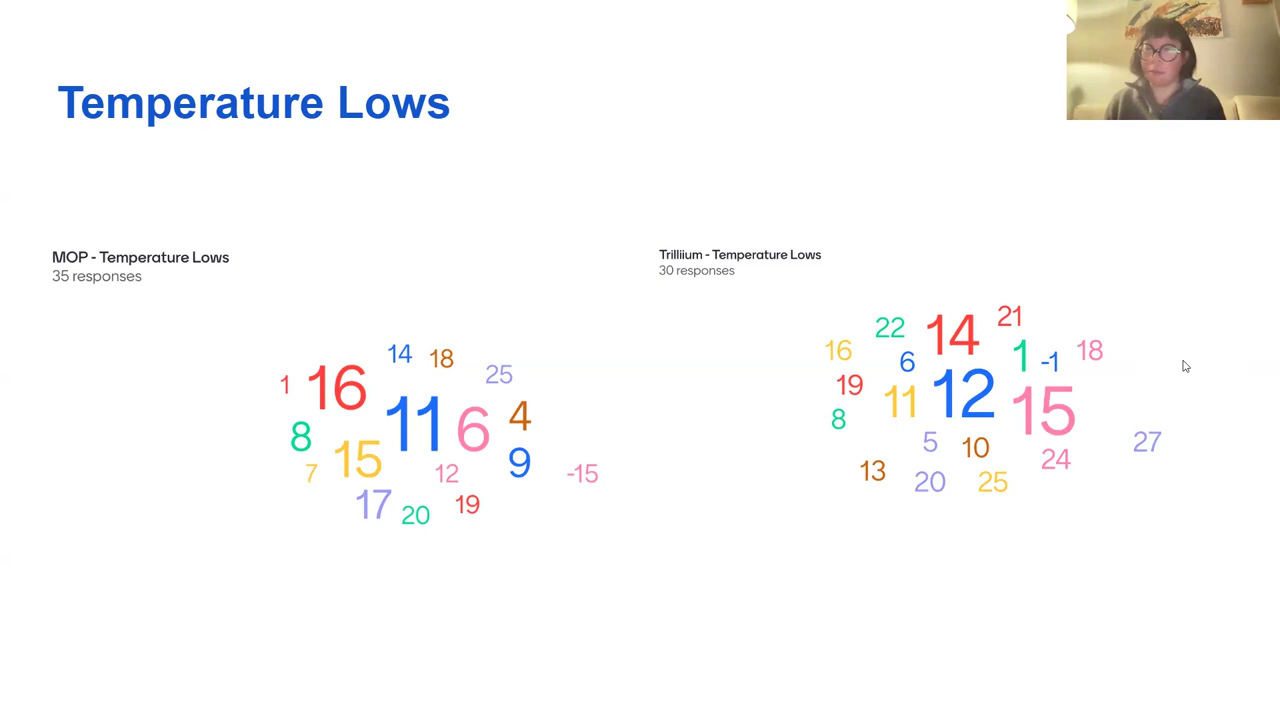 Temperature Lows
MOP - Temperature Lows
35 responses
14 18
25
1 16
11 6 4
8
15 9
7 12 -15
17 20 19
Trilliium - Temperature Lows
30 responses
22 14 21
16 6 1 -1 18
19 11 12 15
8
5 10 27
13 24
20 25